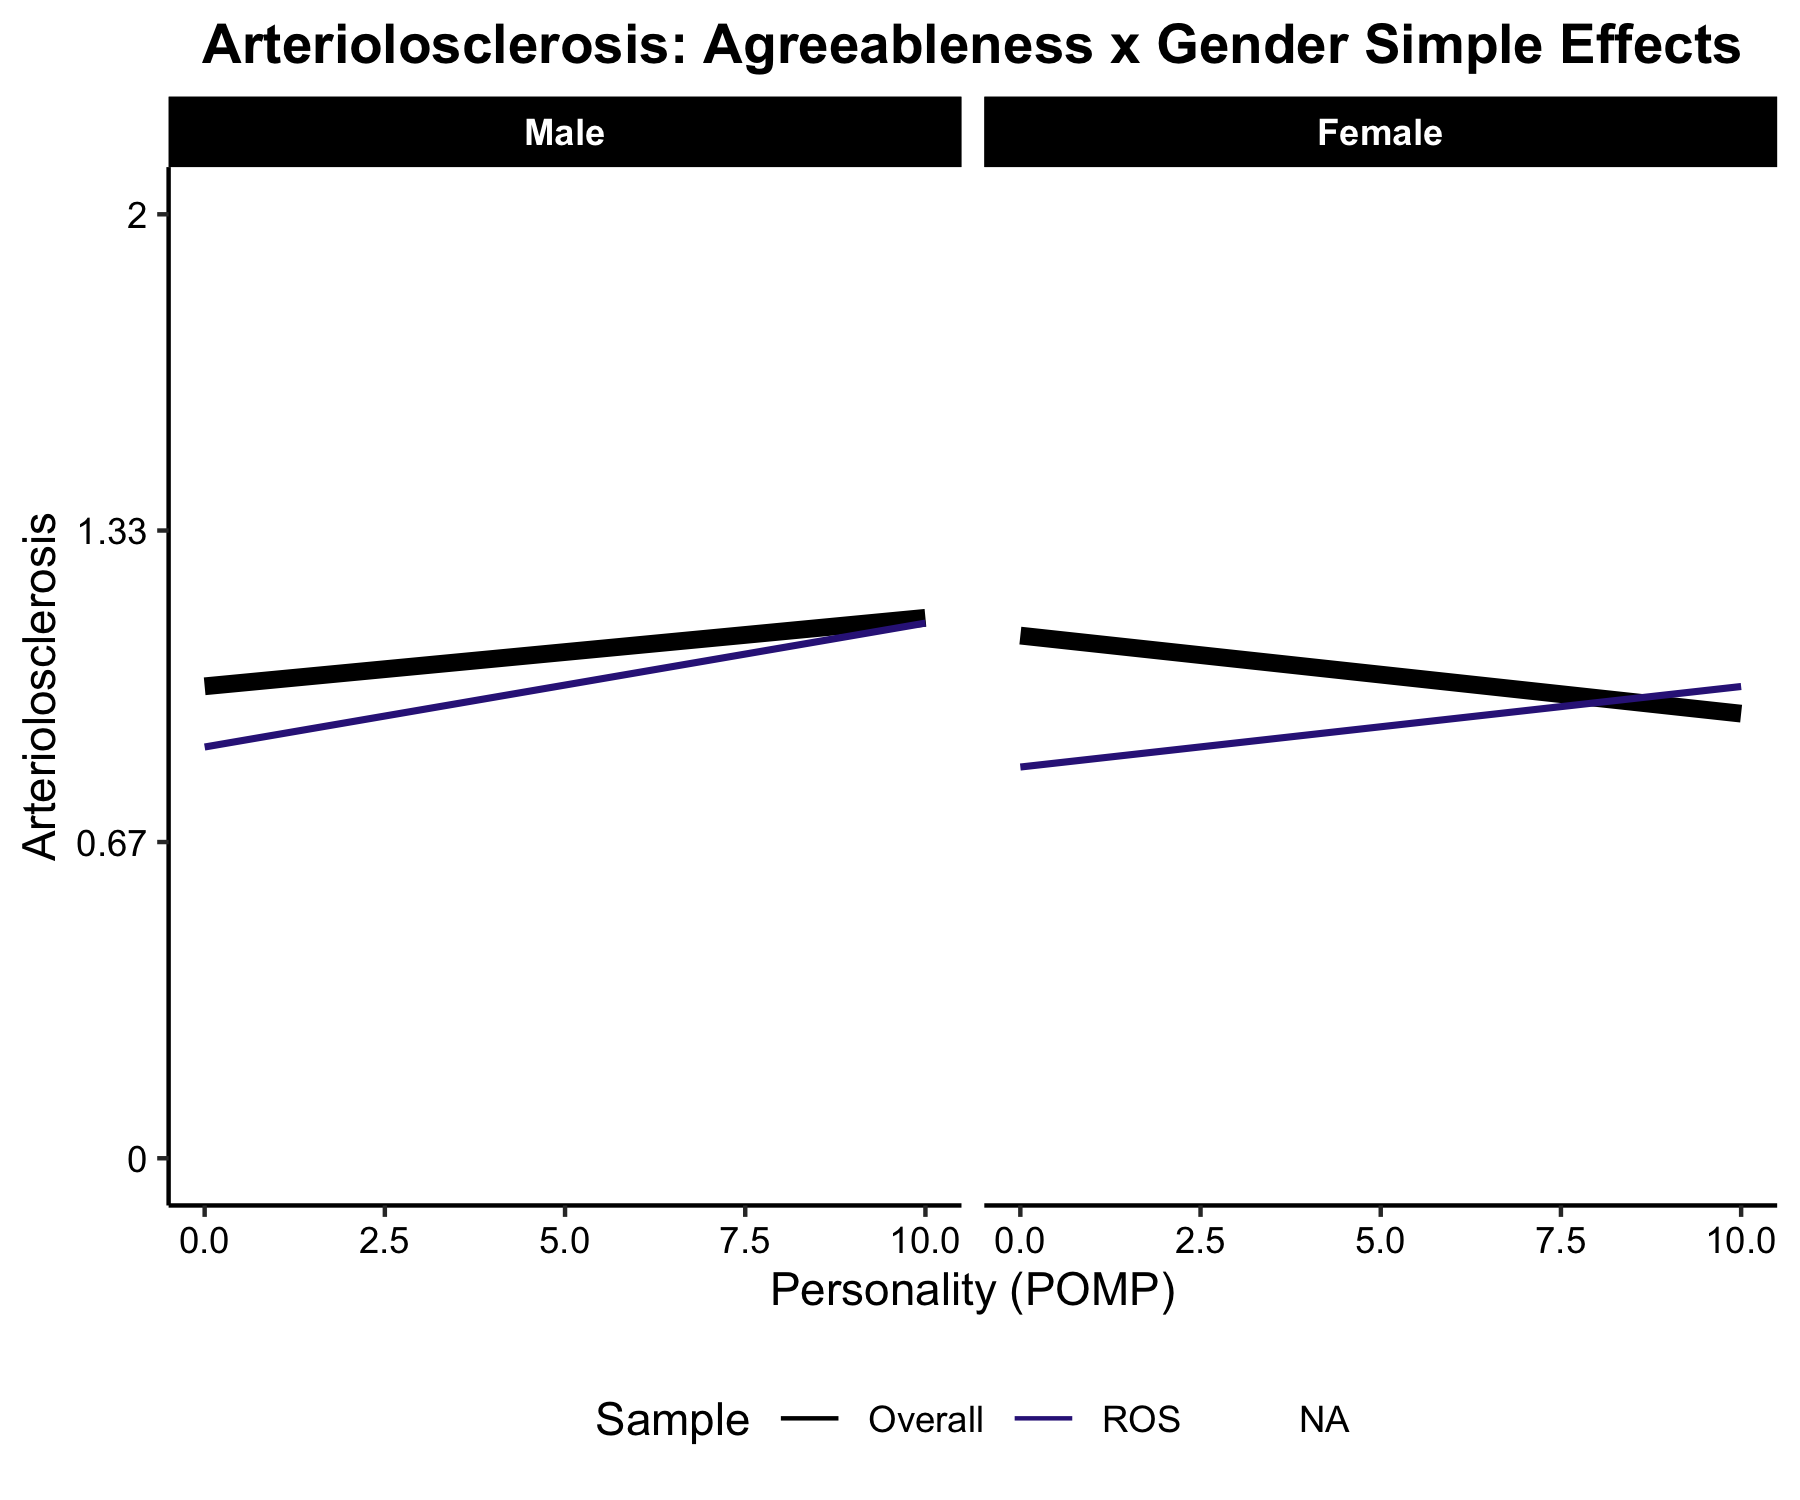 Arteriolosclerosis: Agreeableness x Gender Simple Effects
Male
Female
Arteriolosclerosis
2
1.33
0.67
0
0.0 2.5 5.0 7.5 10.0
0.0 2.5 5.0 7.5 10.0
Personality (POMP)
Sample Overall ROS NA